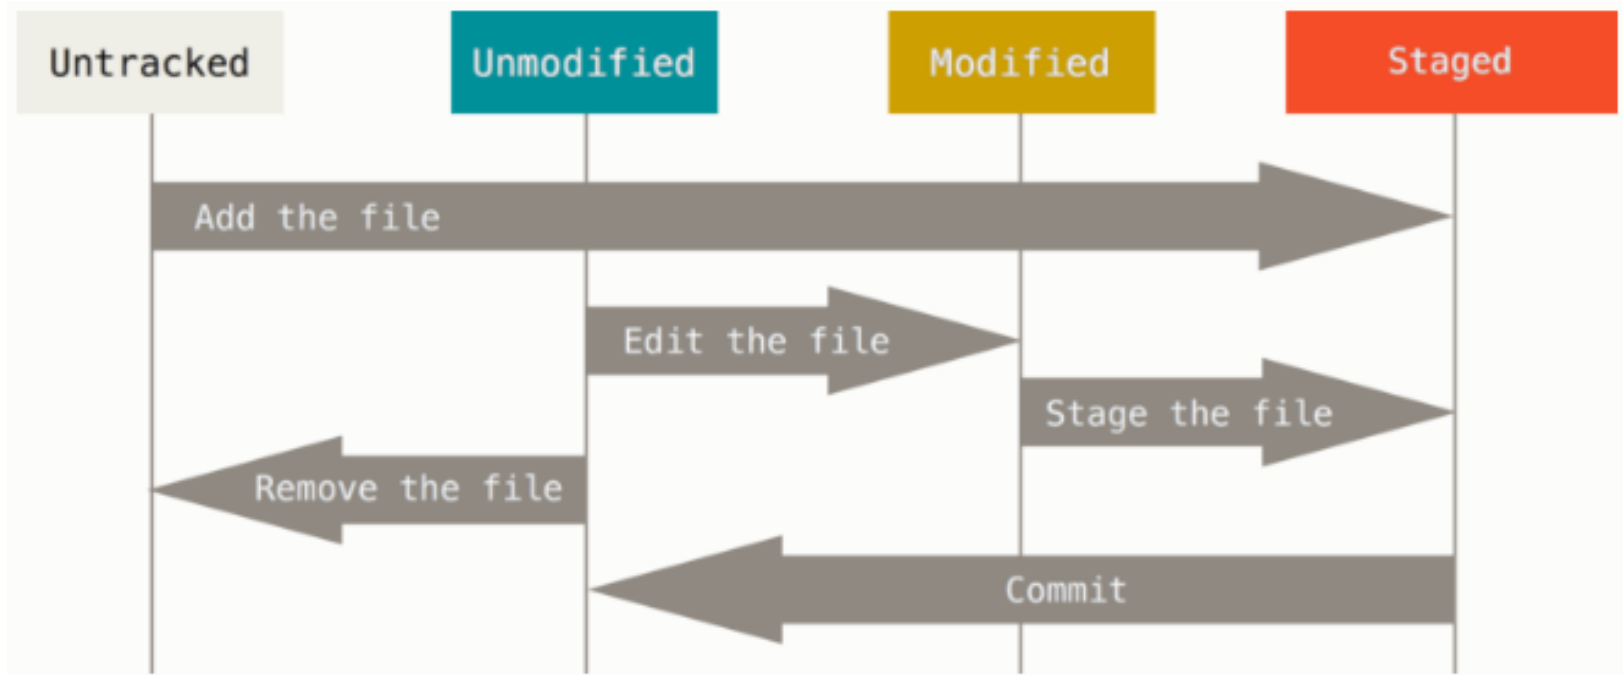 Untracked
Unmodified
Modified
Staged
Add the file
Edit the file
Stage the file
Remove the file
Commit